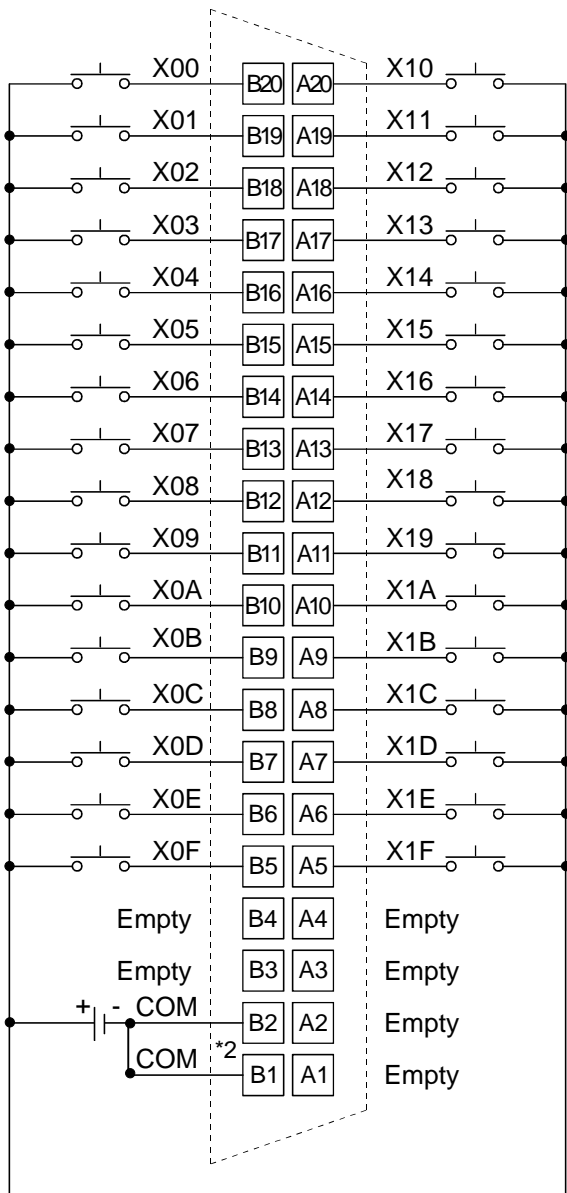 X00 B20 A20 X10
X01 B19 A19 X11
X02 B18 A18 X12
X03 B17 A17 X13
X04 B16 A16 X14
X05 B15 A15 X15
X06 B14 A14 X16
X07 B13 A13 X17
X08 B12 A12 X18
X09 B11 A11 X19
X0A B10 A10 X1A
X0B B9 A9 X1B
X0C B8 A8 X1C
X0D B7 A7 X1D
X0E B6 A6 X1E
X0F B5 A5 X1F
Empty B4 A4 Empty
Empty B3 A3 Empty
+ - COM B2 A2 Empty
COM *2 B1 A1 Empty